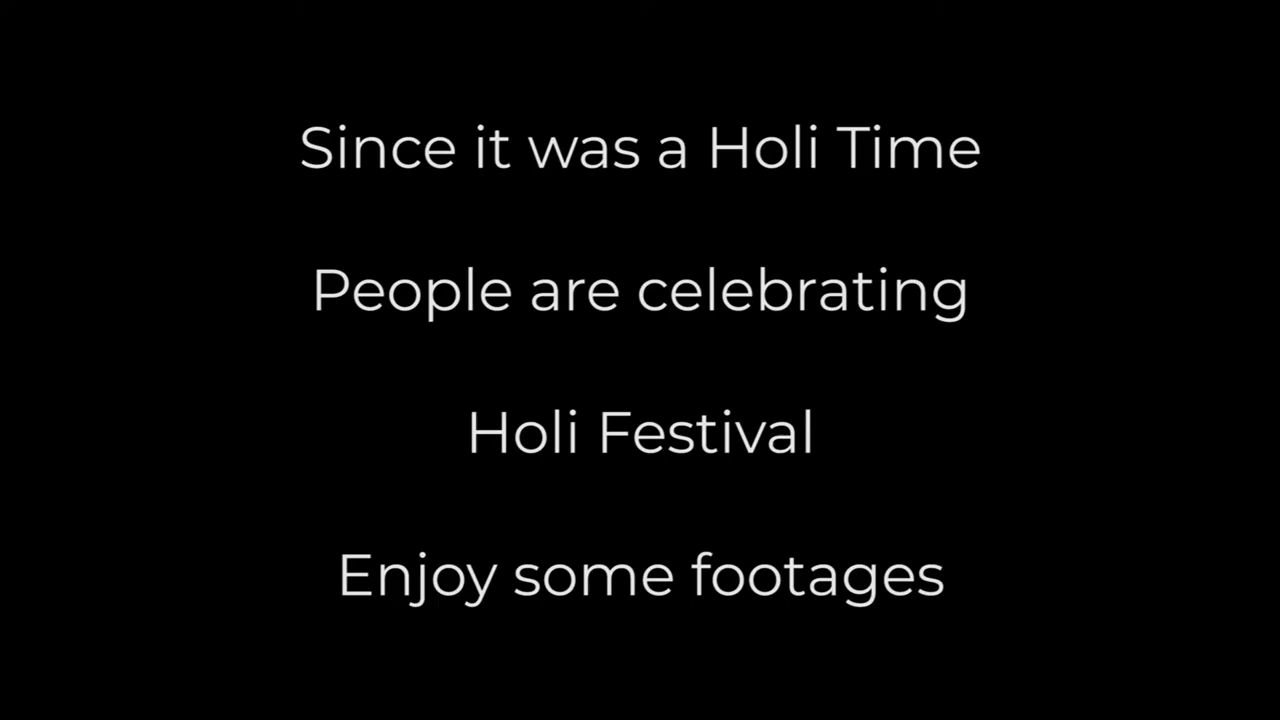 Since it was a Holi Time
People are celebrating
Holi Festival
Enjoy some footages